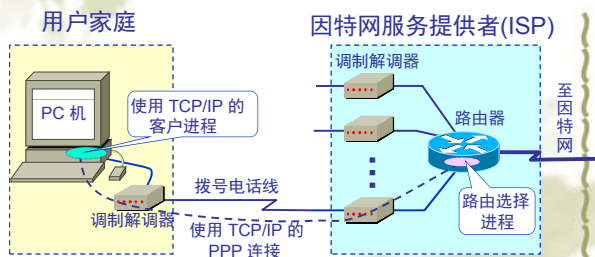 用户家庭
因特网服务提供者(ISP)
调制解调器
PC 机
使用 TCP/IP 的
客户进程
路由器
至
因
特
网
拨号电话线
路由选择
进程
调制解调器
使用 TCP/IP 的
PPP 连接